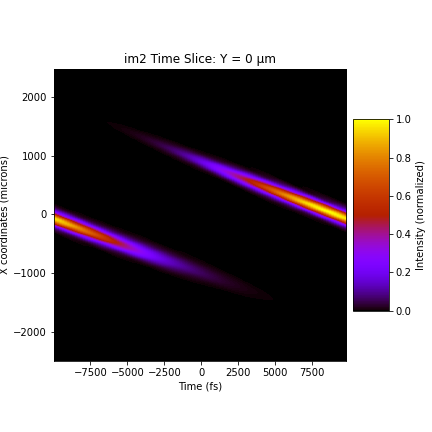 im2 Time Slice: Y = 0 μm
X coordinates (microns)
2000
1000
0
−1000
−2000
−7500 −5000 −2500 0 2500 5000 7500
Time (fs)
1.0
0.8
0.6
0.4
0.2
0.0
Intensity (normalized)